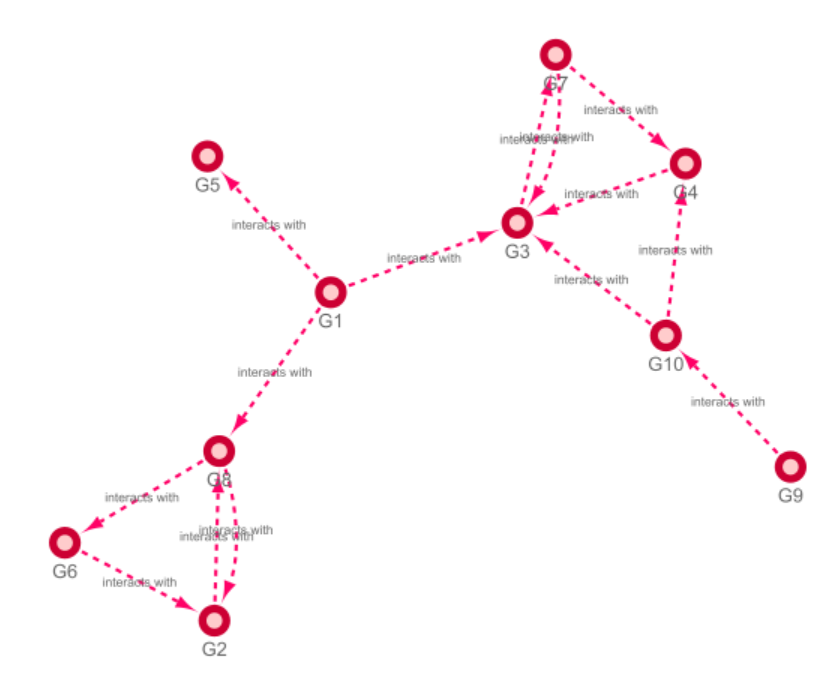 G7
interacts with
interacts with
interacts with
G5
G4
interacts with
interacts with
G3
interacts with
interacts with
interacts with
G1
G10
interacts with
interacts with
G8
G9
interacts with
interacts with
interacts with
G6
interacts with
G2